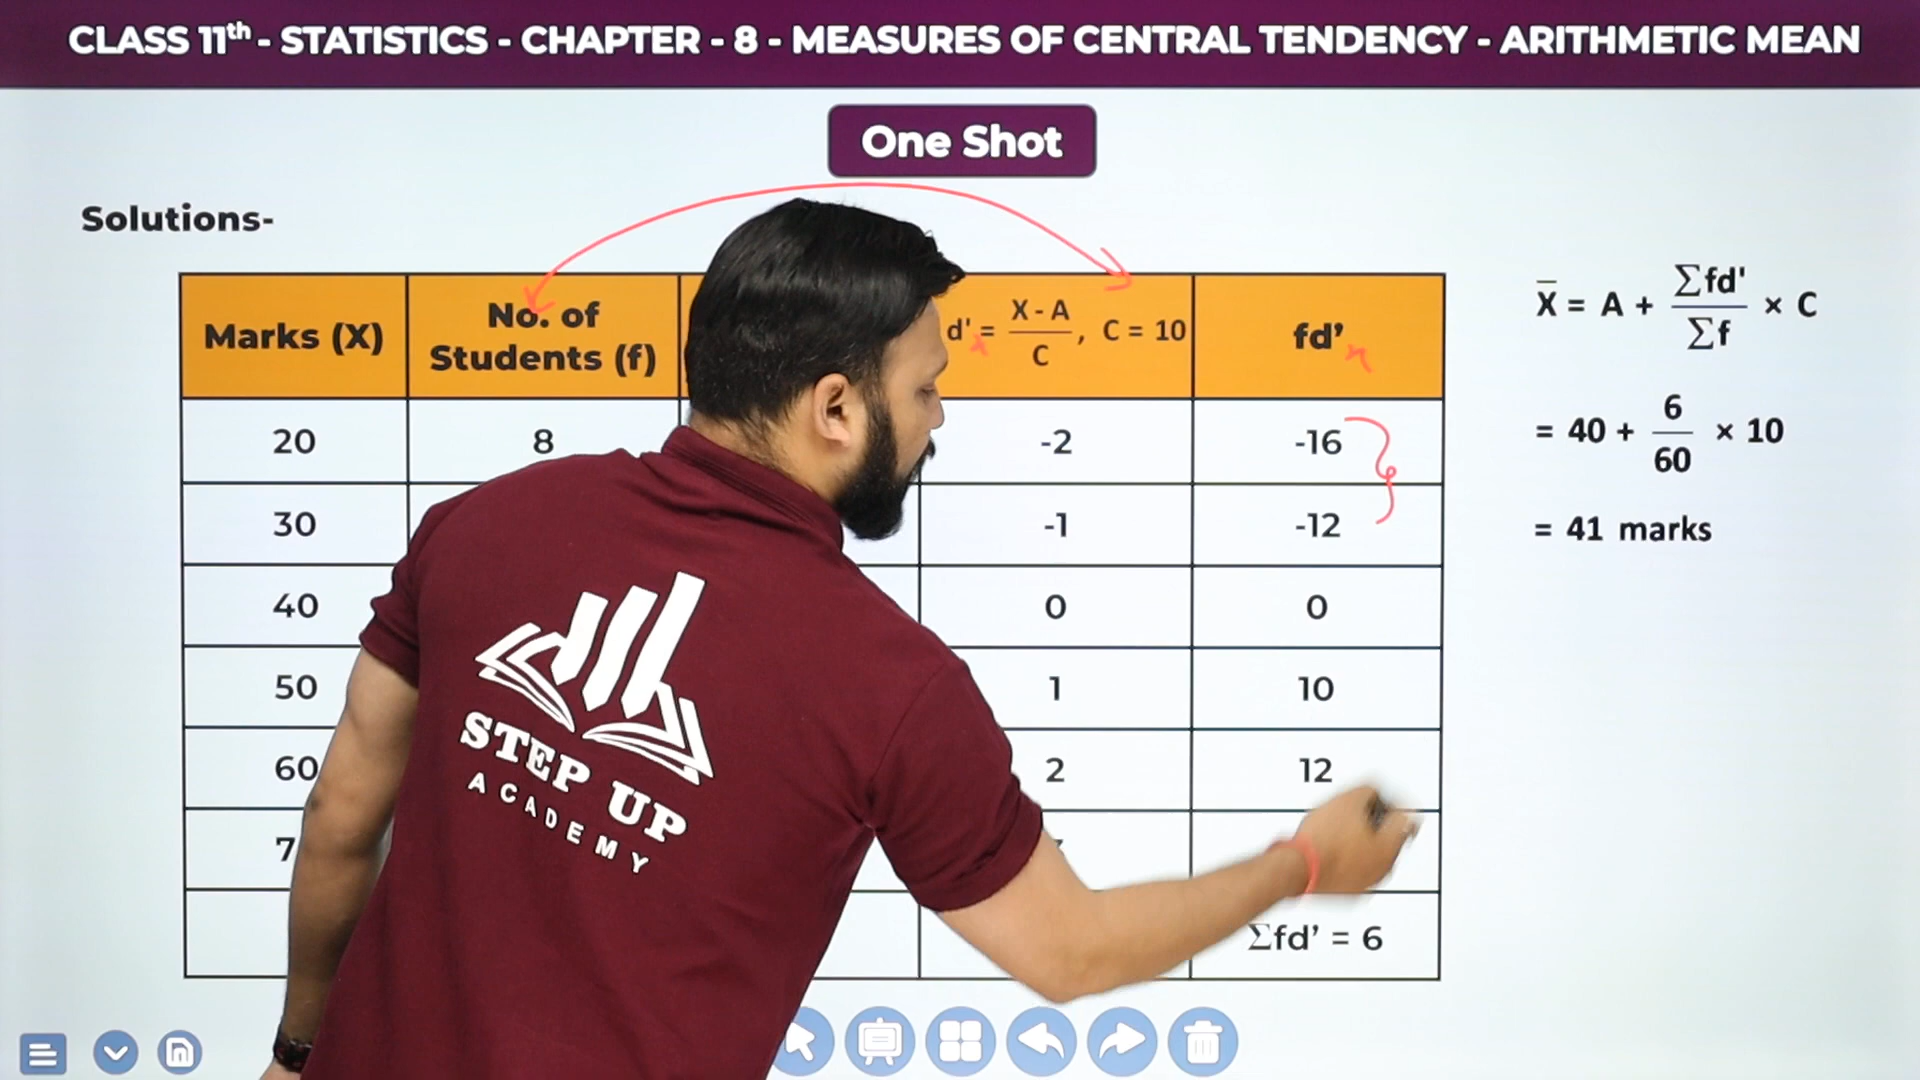 CLASS 11th - STATISTICS - CHAPTER - 8 - MEASURES OF CENTRAL TENDENCY - ARITHMETIC MEAN
One Shot
Solutions-
Marks (X) No. of Students (f) d' = X - A / C , C = 10 fd'
20 8 -2 -16
30 -1 -12
40 0 0
50 1 10
60 2 12
7
Σfd' = 6
X̄ = A + Σfd' / Σf × C
= 40 + 6 / 60 × 10
= 41 marks
STEP UP
ACADEMY